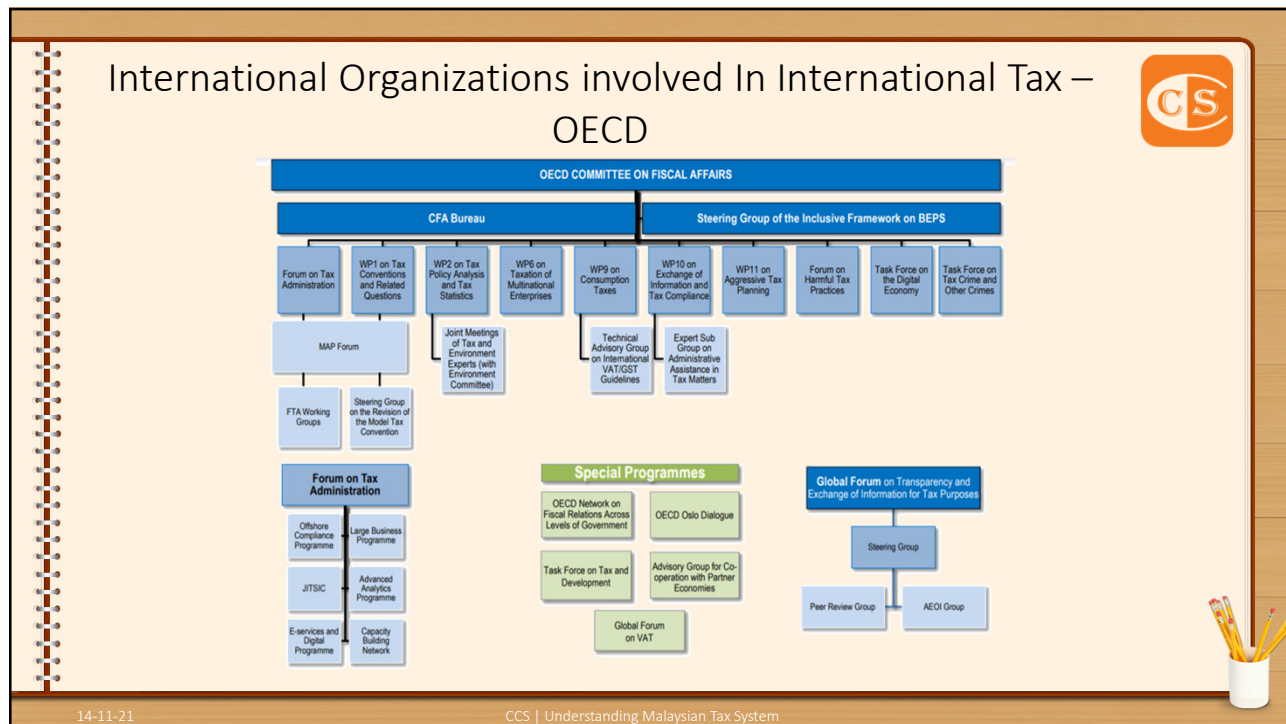 International Organizations involved In International Tax –
OECD
CS
OECD COMMITTEE ON FISCAL AFFAIRS
CFA Bureau
Steering Group of the Inclusive Framework on BEPS
Forum on Tax
Administration
WP1 on Tax
Conventions
and Related
Questions
WP2 on Tax
Policy Analysis
and Tax
Statistics
WP6 on
Taxation of
Multinational
Enterprises
WP9 on
Consumption
Taxes
WP10 on
Exchange of
Information and
Tax Compliance
WP11 on
Aggressive Tax
Planning
Forum on
Harmful Tax
Practices
Task Force on
the Digital
Economy
Task Force on
Tax Crime and
Other Crimes
MAP Forum
Joint Meetings
of Tax and
Environment
Experts (with
Environment
Committee)
Technical
Advisory Group
on International
VAT/GST
Guidelines
Expert Sub
Group on
Administrative
Assistance in
Tax Matters
FTA Working
Groups
Steering Group
on the Revision of
the Model Tax
Convention
Forum on Tax
Administration
Offshore
Compliance
Programme
Large Business
Programme
JITSIC
Advanced
Analytics
Programme
E-services and
Digital
Programme
Capacity
Building
Network
Special Programmes
OECD Network on
Fiscal Relations Across
Levels of Government
OECD Oslo Dialogue
Task Force on Tax and
Development
Advisory Group for Co-
operation with Partner
Economies
Global Forum
on VAT
Global Forum on Transparency and
Exchange of Information for Tax Purposes
Steering Group
Peer Review Group
AEOI Group
14-11-21
CCS | Understanding Malaysian Tax System